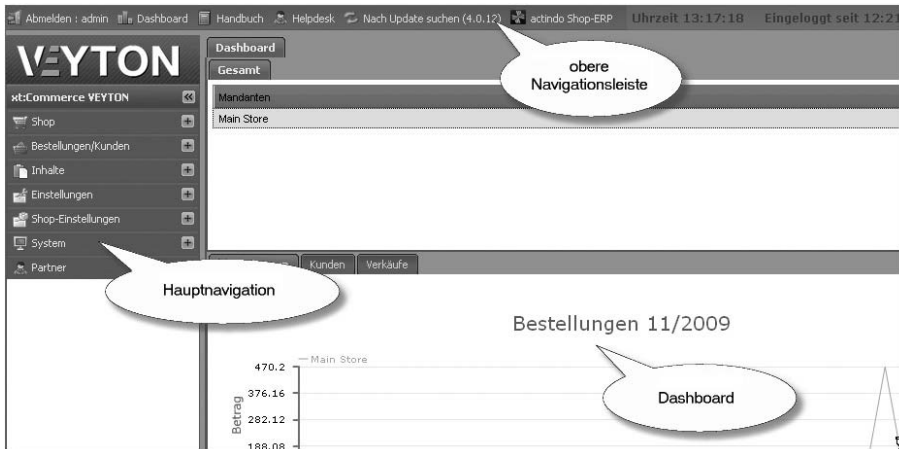 Abmelden : admin Dashboard Handbuch Helpdesk Nach Update suchen (4.0.12) actindo Shop-ERP Uhrzeit 13:17:18 Eingeloggt seit 12:21
VEYTON
xt:Commerce VEYTON
Shop
Bestellungen/Kunden
Inhalte
Einstellungen
Shop-Einstellungen
System
Partner
Hauptnavigation
Dashboard
Gesamt
obere
Navigationsleiste
Mandanten
Main Store
Kunden Verkäufe
Bestellungen 11/2009
Main Store
Betrag
470.2
376.16
282.12
188.08
Dashboard